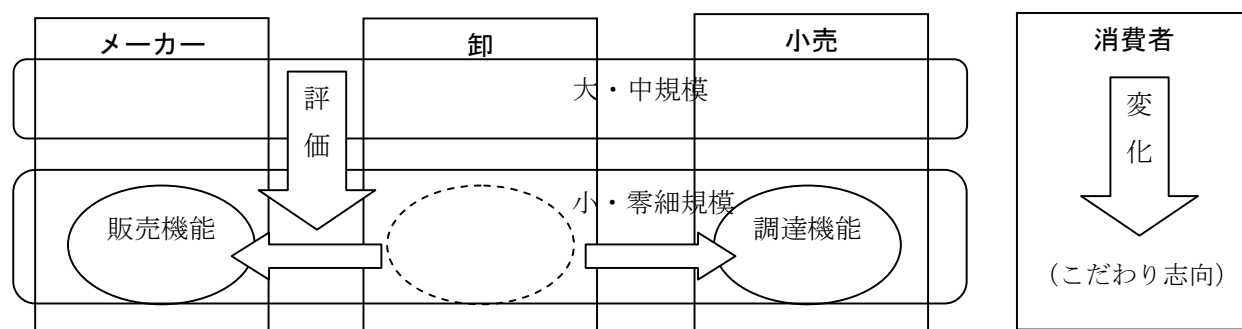 メーカー
卸
小売
消費者
大・中規模
評
価
変
化
小・零細規模
販売機能
調達機能
（こだわり志向）